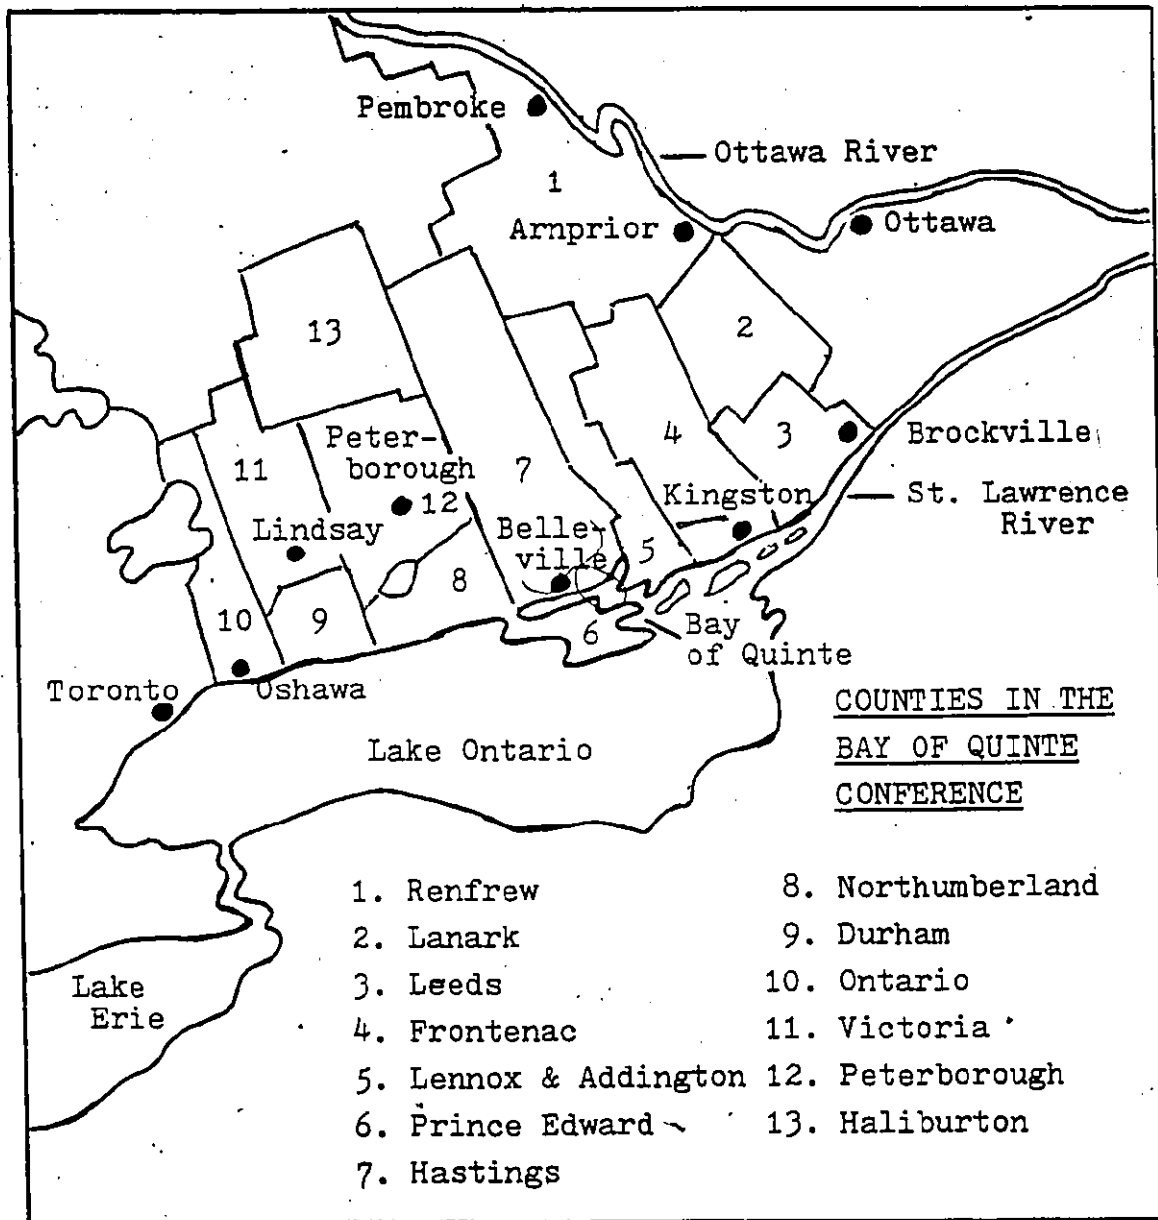 Pembroke
Ottawa River
1
Arnprior
Ottawa
13
2
Peter-
borough
12
11
7
4
3
Brockville
Lindsay
Belle-
ville
Kingston
St. Lawrence
River
5
8
10
9
6
Bay
of Quinte
Toronto
Oshawa
Lake Ontario
COUNTIES IN THE
BAY OF QUINTE
CONFERENCE
Lake
Erie
1. Renfrew
2. Lanark
3. Leeds
4. Frontenac
5. Lennox & Addington
6. Prince Edward
7. Hastings
8. Northumberland
9. Durham
10. Ontario
11. Victoria
12. Peterborough
13. Haliburton